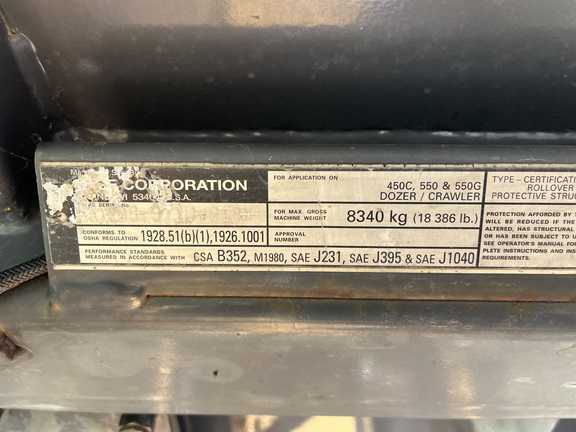 CORPORATION
U.S.A.
FOR APPLICATION ON
450C, 550 & 550G
DOZER / CRAWLER
FOR MAX. GROSS
MACHINE WEIGHT
8340 kg (18 386 lb.)
CONFORMS TO
OSHA REGULATION
1928.51(b)(1),1926.1001
APPROVAL
NUMBER
PERFORMANCE STANDARDS
MEASURED IN ACCORDANCE WITH
CSA B352, M1980, SAE J231, SAE J395 & SAE J1040
TYPE – CERTIFICATI
ROLLOVER
PROTECTIVE STRUC
PROTECTION AFFORDED BY T
WILL BE REDUCED IF THE
ALTERED, HAS STRUCTURAL
OR HAS BEEN SUBJECT TO
SEE OPERATOR'S MANUAL FOR
PLETE INSTRUCTIONS AND INS
REQUIREMENTS.